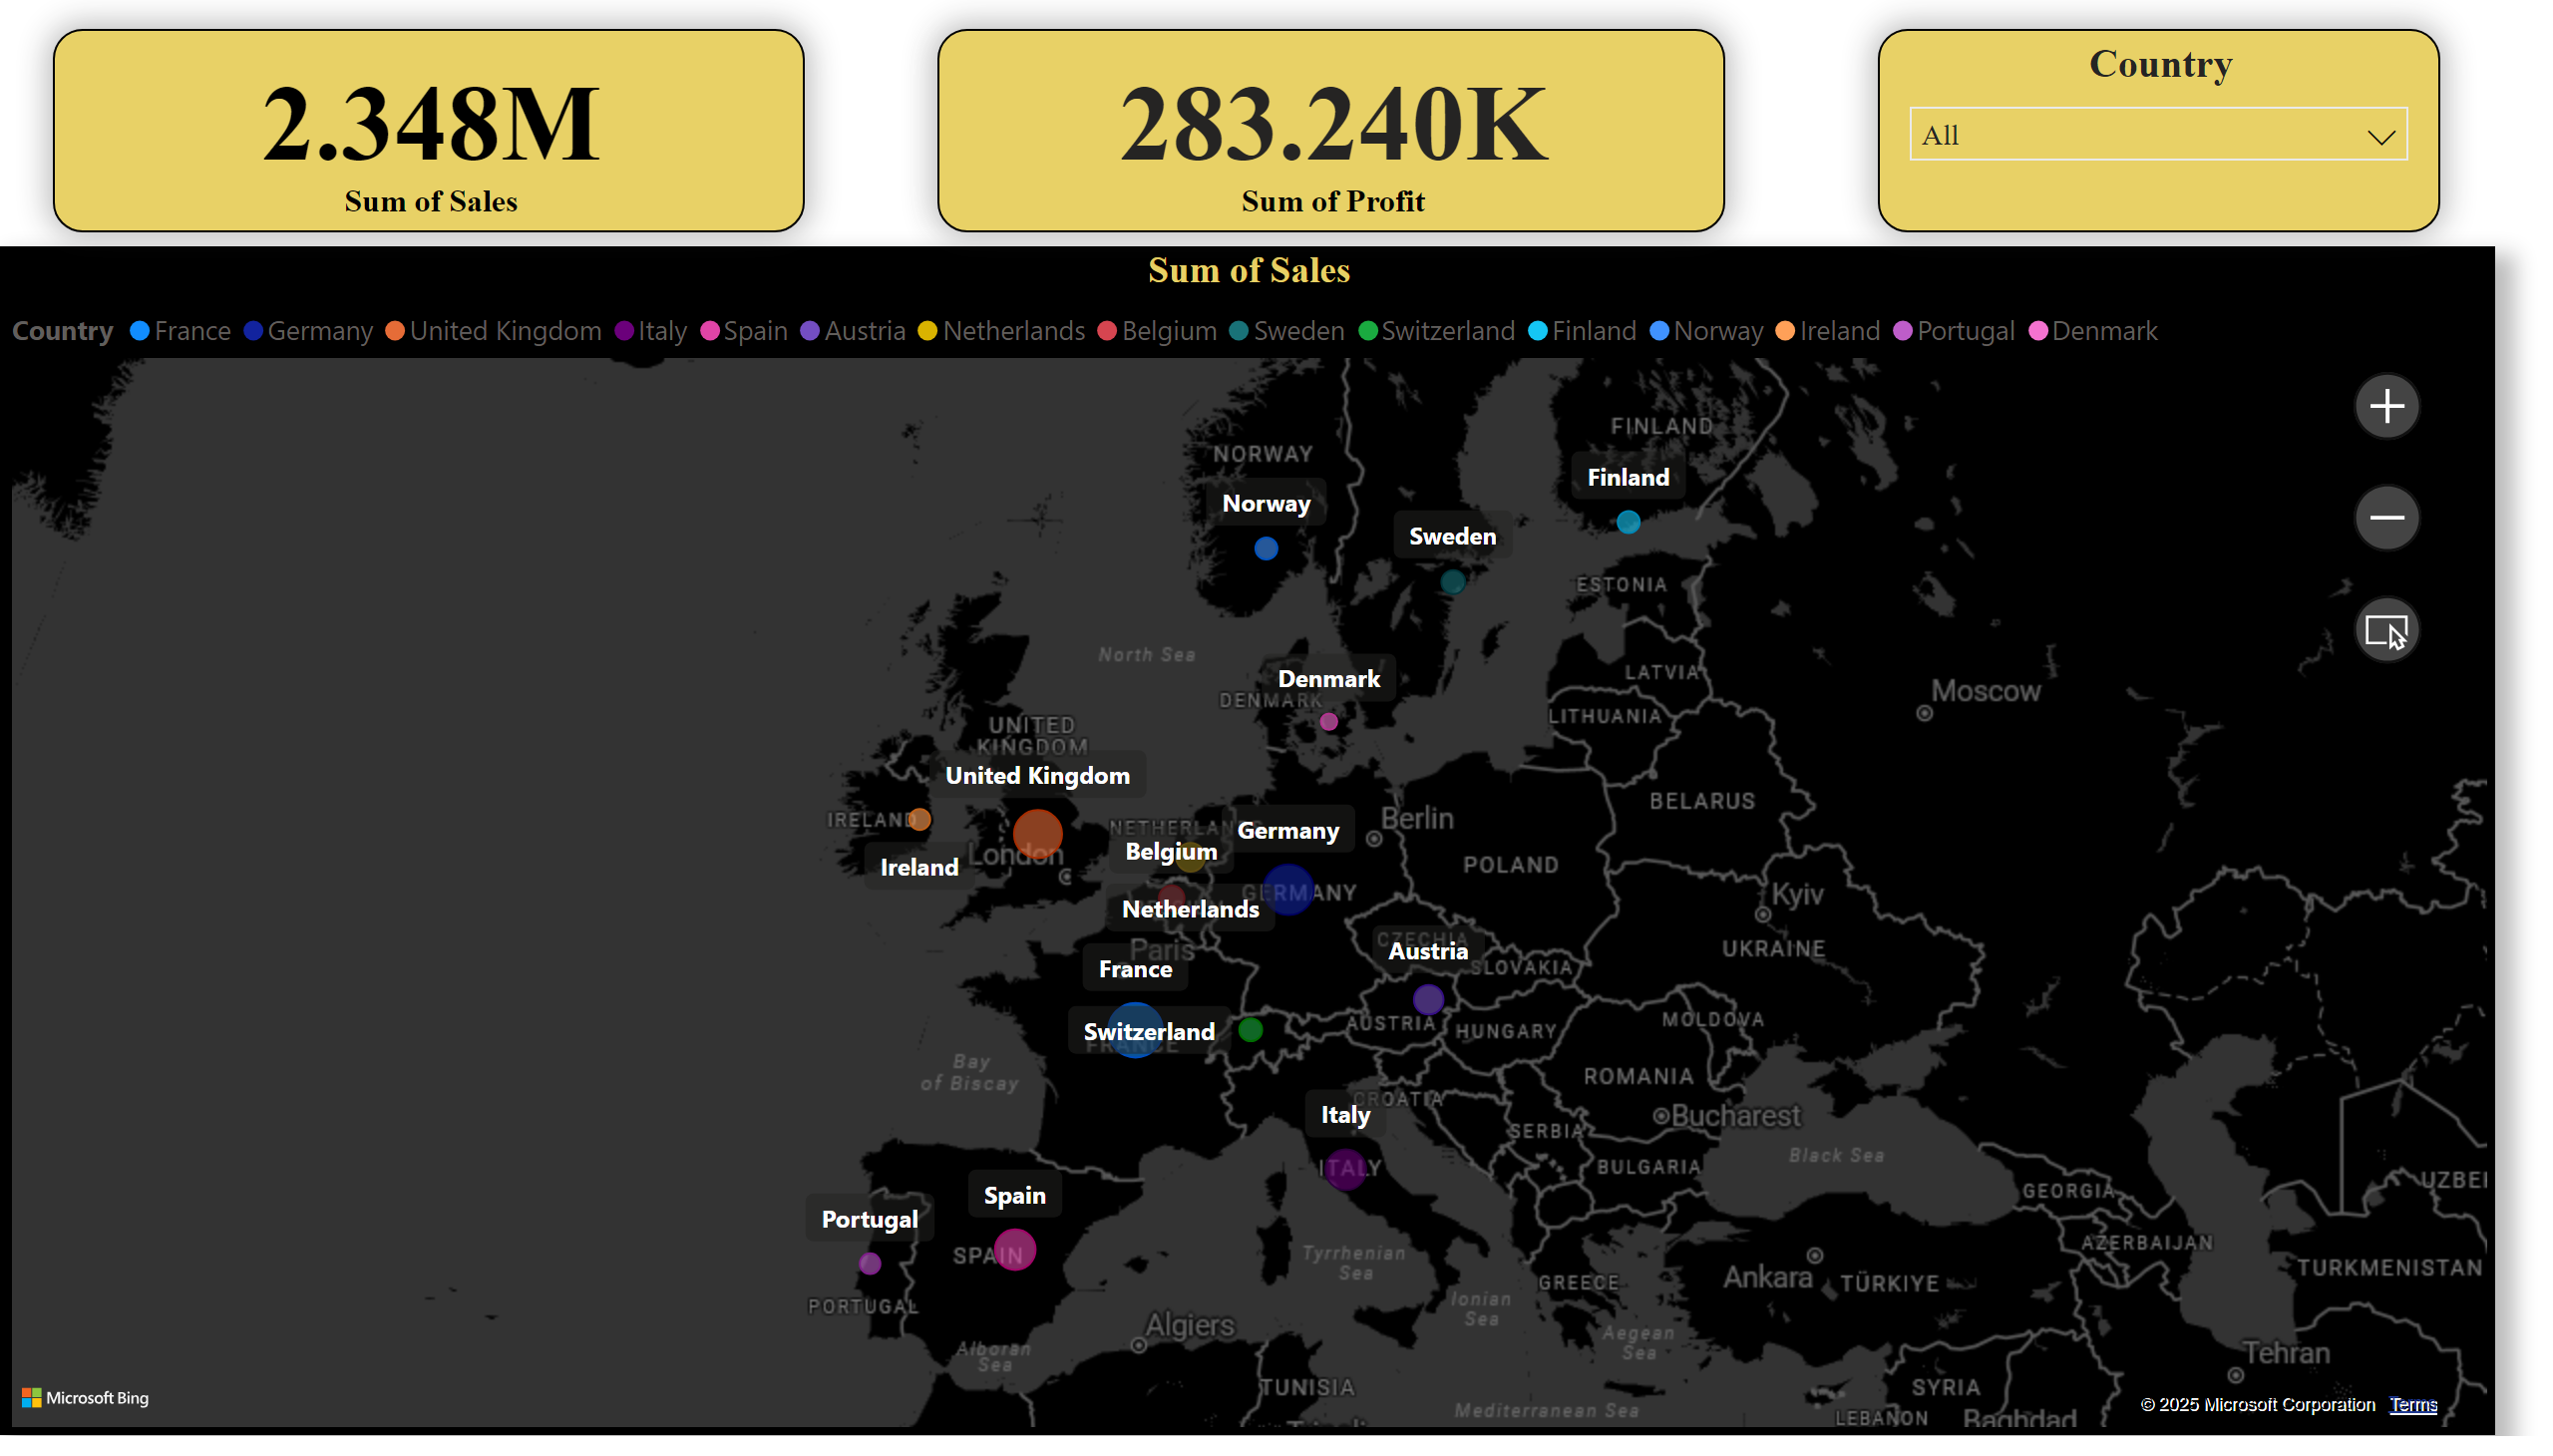 2.348M
Sum of Sales
283.240K
Sum of Profit
Country
All
Sum of Sales
Country France Germany United Kingdom Italy Spain Austria Netherlands Belgium Sweden Switzerland Finland Norway Ireland Portugal Denmark
FINLAND
NORWAY
Finland
Norway
Sweden
ESTONIA
North Sea
LATVIA
Denmark
DENMARK
Moscow
LITHUANIA
UNITED
KINGDOM
United Kingdom
BELARUS
IRELAND
Berlin
Germany
Belgium
London
Ireland
POLAND
GERMANY
Kyiv
Netherlands
CZECHIA
UKRAINE
Paris
Austria
France
SLOVAKIA
Switzerland
FRANCE
AUSTRIA
HUNGARY
MOLDOVA
Bay
of Biscay
ROMANIA
CROATIA
Italy
Bucharest
SERBIA
Black Sea
ITALY
BULGARIA
UZBE
GEORGIA
Spain
Portugal
SPAIN
AZERBAIJAN
Tyrrhenian
Sea
TURKMENISTAN
GREECE
Ankara
TÜRKIYE
PORTUGAL
Ionian
Sea
Algiers
Aegean
Sea
Alboran
Sea
Tehran
TUNISIA
SYRIA
Microsoft Bing
Mediterranean Sea
LEBANON
Baghdad
© 2025 Microsoft Corporation Terms